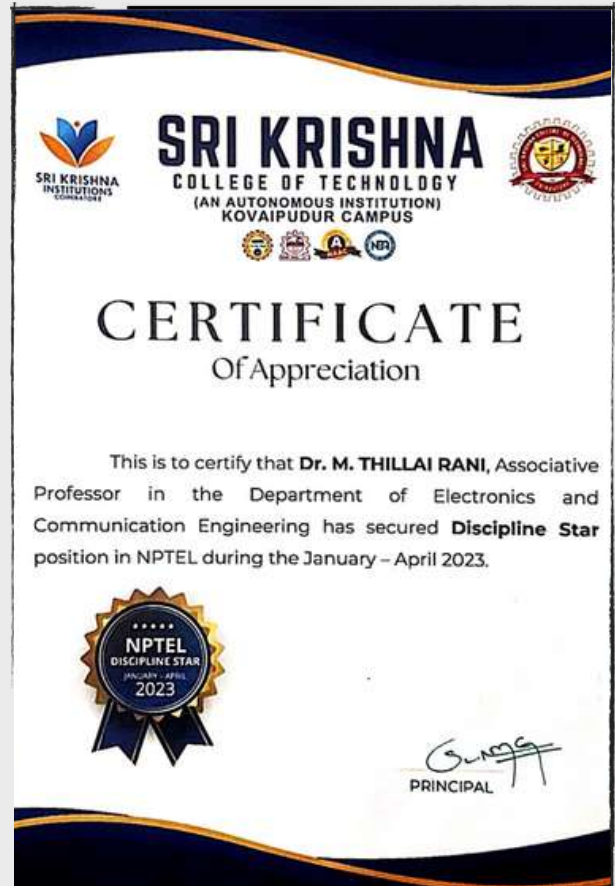 SRI KRISHNA
INSTITUTIONS
COIMBATORE
SRI KRISHNA
COLLEGE OF TECHNOLOGY
(AN AUTONOMOUS INSTITUTION)
KOVAIPUDUR CAMPUS
NBA
CERTIFICATE
Of Appreciation
This is to certify that Dr. M. THILLAI RANI, Associative
Professor in the Department of Electronics and
Communication Engineering has secured Discipline Star
position in NPTEL during the January – April 2023.
NPTEL
DISCIPLINE STAR
JANUARY - APRIL
2023
PRINCIPAL